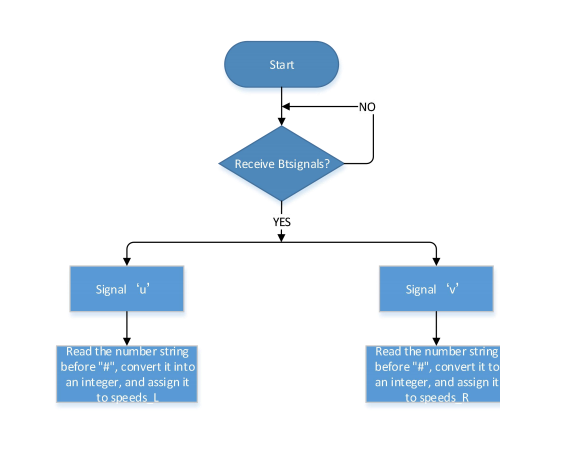 Start
NO
Receive Btsignals?
YES
Signal ‘u’
Signal ‘v’
Read the number string
before "#", convert it into
an integer, and assign it
to speeds_L
Read the number string
before "#", convert it to
an integer, and assign it
to speeds_R